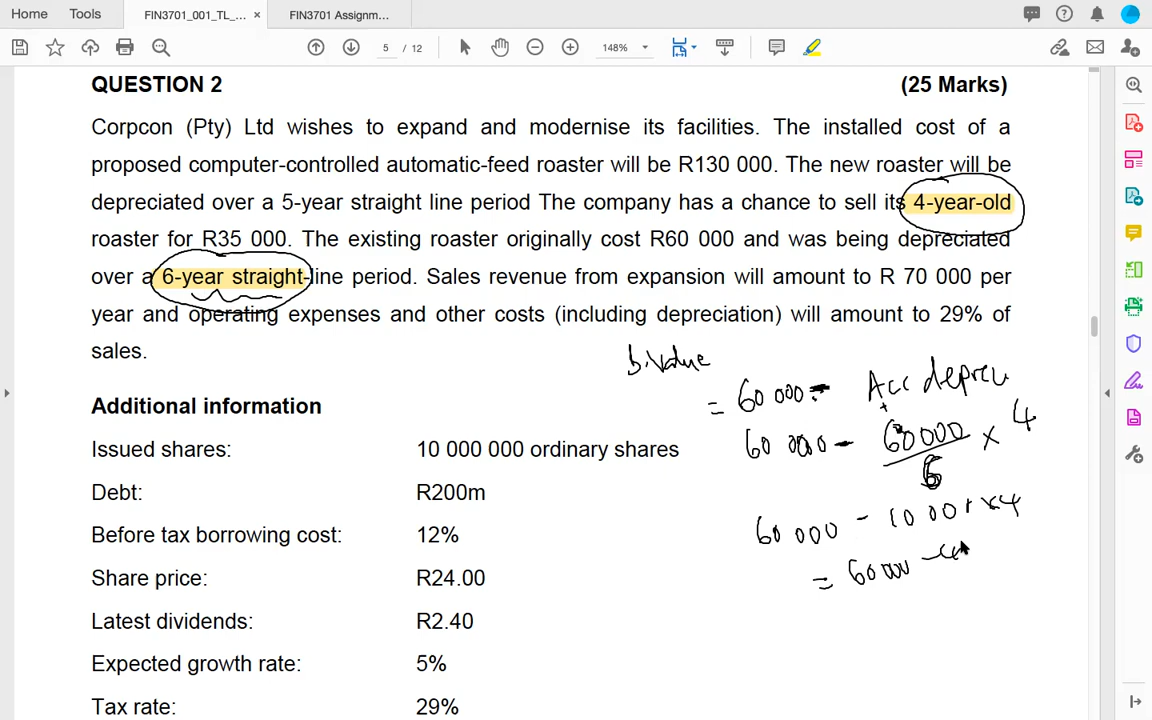 Home Tools FIN3701_001_TL_... × FIN3701 Assignm...
5 / 12 148%
QUESTION 2 (25 Marks)
Corpcon (Pty) Ltd wishes to expand and modernise its facilities. The installed cost of a
proposed computer-controlled automatic-feed roaster will be R130 000. The new roaster will be
depreciated over a 5-year straight line period The company has a chance to sell its 4-year-old
roaster for R35 000. The existing roaster originally cost R60 000 and was being depreciated
over a 6-year straight-line period. Sales revenue from expansion will amount to R 70 000 per
year and operating expenses and other costs (including depreciation) will amount to 29% of
sales.
b.value
= 60 000 - Acc deprec
60 000 - 60000 × 4
6
60 000 - 10 000 × 4
= 60 000 -
Additional information
Issued shares: 10 000 000 ordinary shares
Debt: R200m
Before tax borrowing cost: 12%
Share price: R24.00
Latest dividends: R2.40
Expected growth rate: 5%
Tax rate: 29%